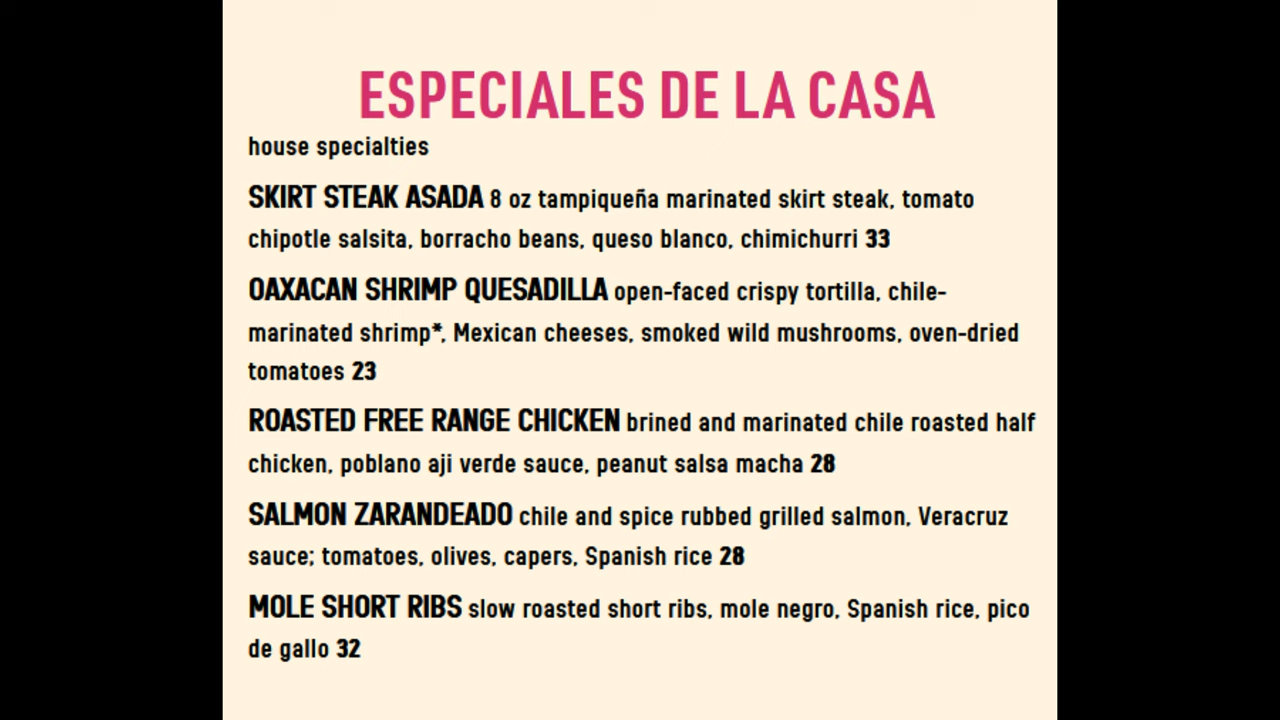 ESPECIALES DE LA CASA
house specialties
SKIRT STEAK ASADA 8 oz tampiqueña marinated skirt steak, tomato
chipotle salsita, borracho beans, queso blanco, chimichurri 33
OAXACAN SHRIMP QUESADILLA open-faced crispy tortilla, chile-
marinated shrimp*, Mexican cheeses, smoked wild mushrooms, oven-dried
tomatoes 23
ROASTED FREE RANGE CHICKEN brined and marinated chile roasted half
chicken, poblano aji verde sauce, peanut salsa macha 28
SALMON ZARANDEADO chile and spice rubbed grilled salmon, Veracruz
sauce; tomatoes, olives, capers, Spanish rice 28
MOLE SHORT RIBS slow roasted short ribs, mole negro, Spanish rice, pico
de gallo 32